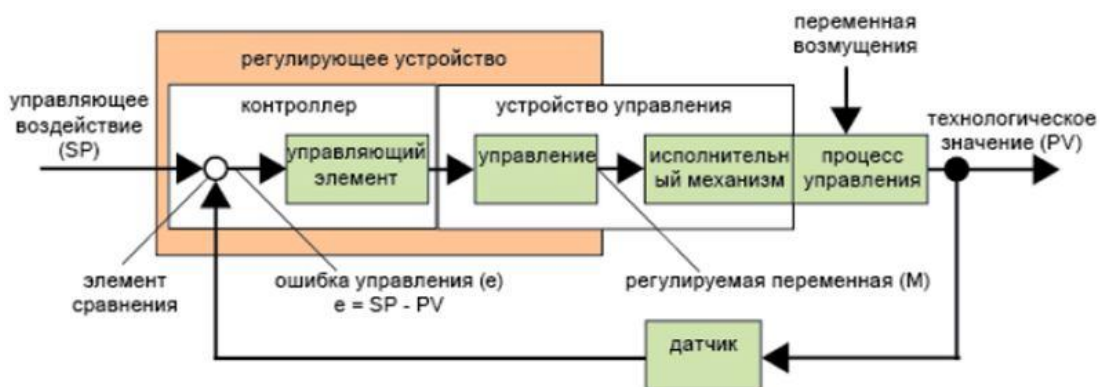 переменная
возмущения
регулирующее устройство
управляющее
воздействие
(SP)
контроллер
устройство управления
технологическое
значение (PV)
управляющий
элемент
управление
исполнительн
ый механизм
процесс
управления
элемент
сравнения
ошибка управления (e)
e = SP - PV
регулируемая переменная (M)
датчик